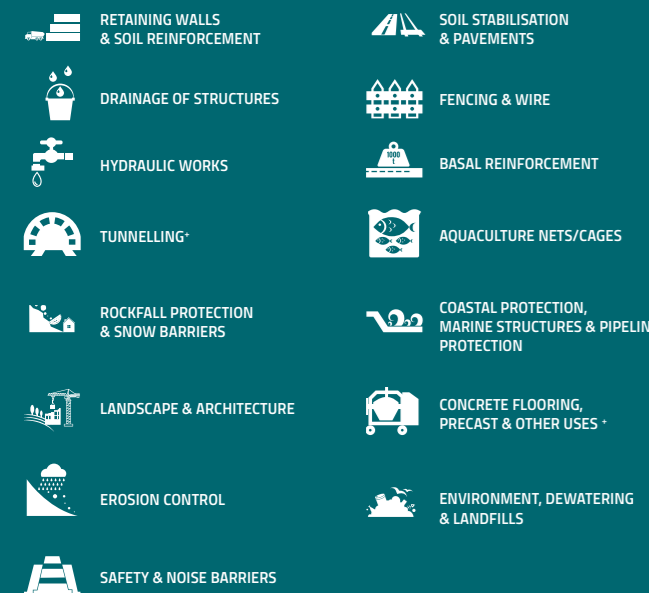 RETAINING WALLS
& SOIL REINFORCEMENT
DRAINAGE OF STRUCTURES
HYDRAULIC WORKS
TUNNELLING+
ROCKFALL PROTECTION
& SNOW BARRIERS
LANDSCAPE & ARCHITECTURE
EROSION CONTROL
SAFETY & NOISE BARRIERS
SOIL STABILISATION
& PAVEMENTS
FENCING & WIRE
1000
t
BASAL REINFORCEMENT
AQUACULTURE NETS/CAGES
COASTAL PROTECTION,
MARINE STRUCTURES & PIPELIN
PROTECTION
CONCRETE FLOORING,
PRECAST & OTHER USES +
ENVIRONMENT, DEWATERING
& LANDFILLS